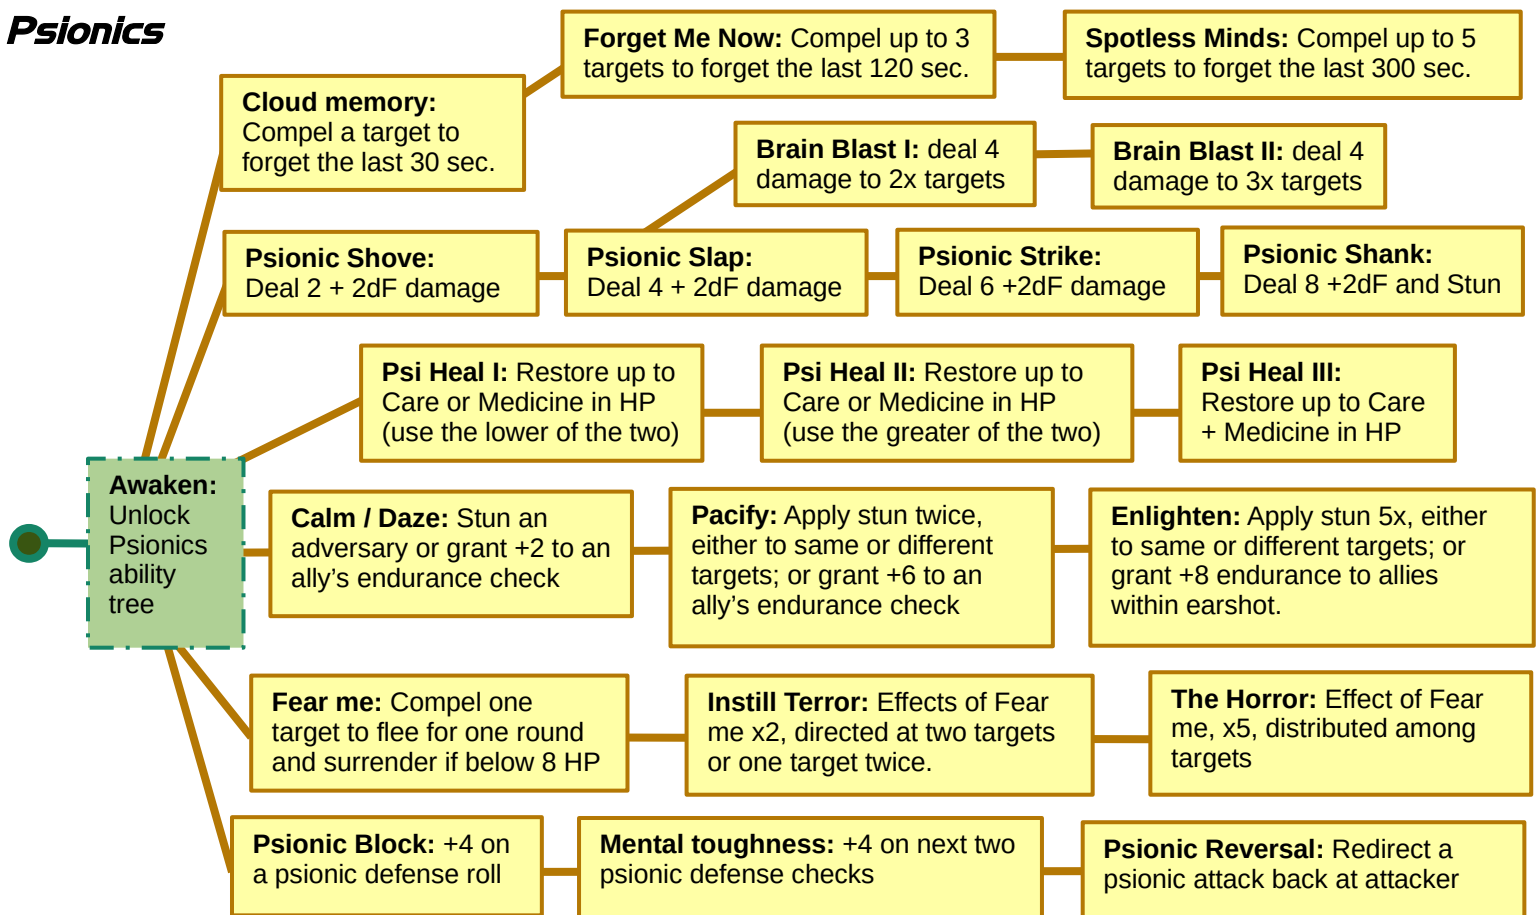 Psionics
Forget Me Now: Compel up to 3
targets to forget the last 120 sec.
Spotless Minds: Compel up to 5
targets to forget the last 300 sec.
Cloud memory:
Compel a target to
forget the last 30 sec.
Brain Blast I: deal 4
damage to 2x targets
Brain Blast II: deal 4
damage to 3x targets
Psionic Shove:
Deal 2 + 2dF damage
Psionic Slap:
Deal 4 + 2dF damage
Psionic Strike:
Deal 6 +2dF damage
Psionic Shank:
Deal 8 +2dF and Stun
Psi Heal I: Restore up to
Care or Medicine in HP
(use the lower of the two)
Psi Heal II: Restore up to
Care or Medicine in HP
(use the greater of the two)
Psi Heal III:
Restore up to Care
+ Medicine in HP
Awaken:
Unlock
Psionics
ability
tree
Calm / Daze: Stun an
adversary or grant +2 to an
ally’s endurance check
Pacify: Apply stun twice,
either to same or different
targets; or grant +6 to an
ally’s endurance check
Enlighten: Apply stun 5x, either
to same or different targets; or
grant +8 endurance to allies
within earshot.
Fear me: Compel one
target to flee for one round
and surrender if below 8 HP
Instill Terror: Effects of Fear
me x2, directed at two targets
or one target twice.
The Horror: Effect of Fear
me, x5, distributed among
targets
Psionic Block: +4 on
a psionic defense roll
Mental toughness: +4 on next two
psionic defense checks
Psionic Reversal: Redirect a
psionic attack back at attacker